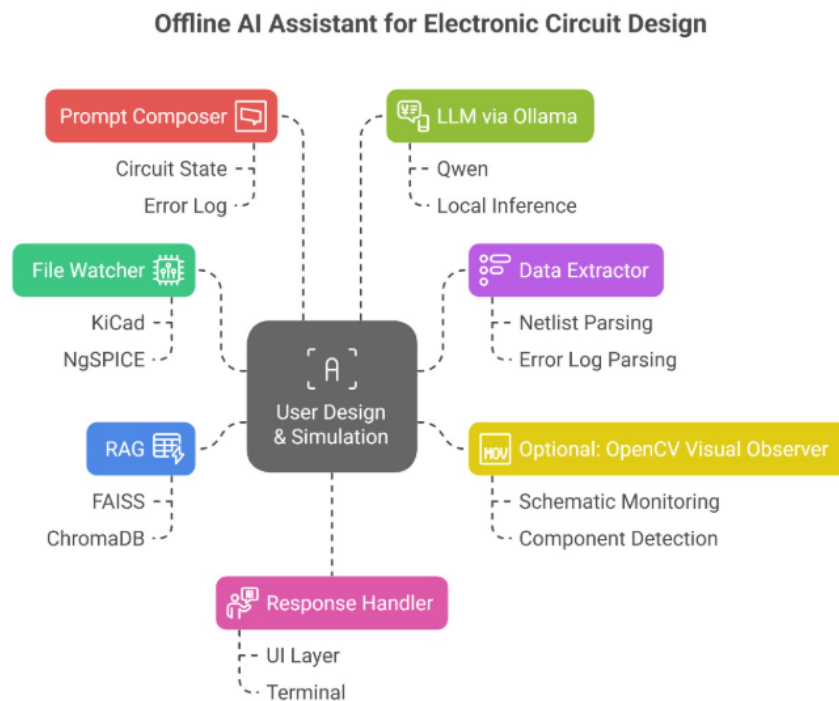 Offline AI Assistant for Electronic Circuit Design
Prompt Composer
Circuit State
Error Log
LLM via Ollama
Qwen
Local Inference
File Watcher
KiCad
NgSPICE
Data Extractor
Netlist Parsing
Error Log Parsing
A
User Design
& Simulation
RAG
FAISS
ChromaDB
MOV
Optional: OpenCV Visual Observer
Schematic Monitoring
Component Detection
Response Handler
UI Layer
Terminal